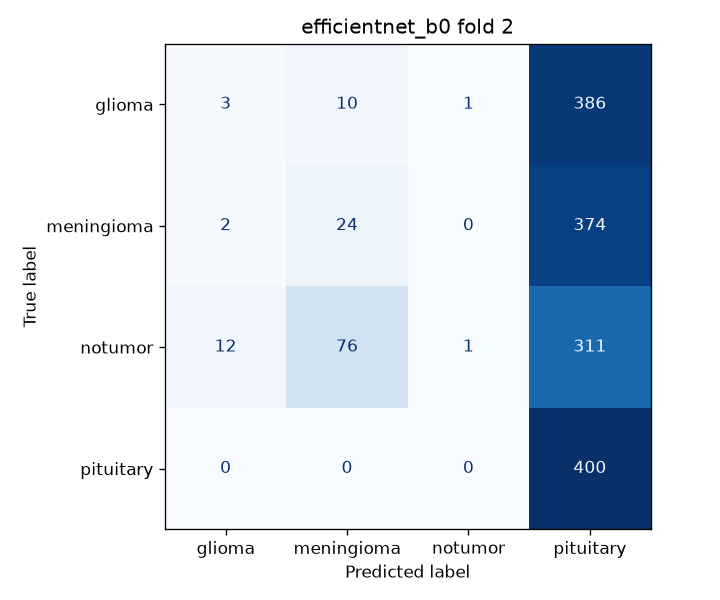 efficientnet_b0 fold 2
glioma 3 10 1 386
meningioma 2 24 0 374
notumor 12 76 1 311
pituitary 0 0 0 400
glioma meningioma notumor pituitary
Predicted label
True label